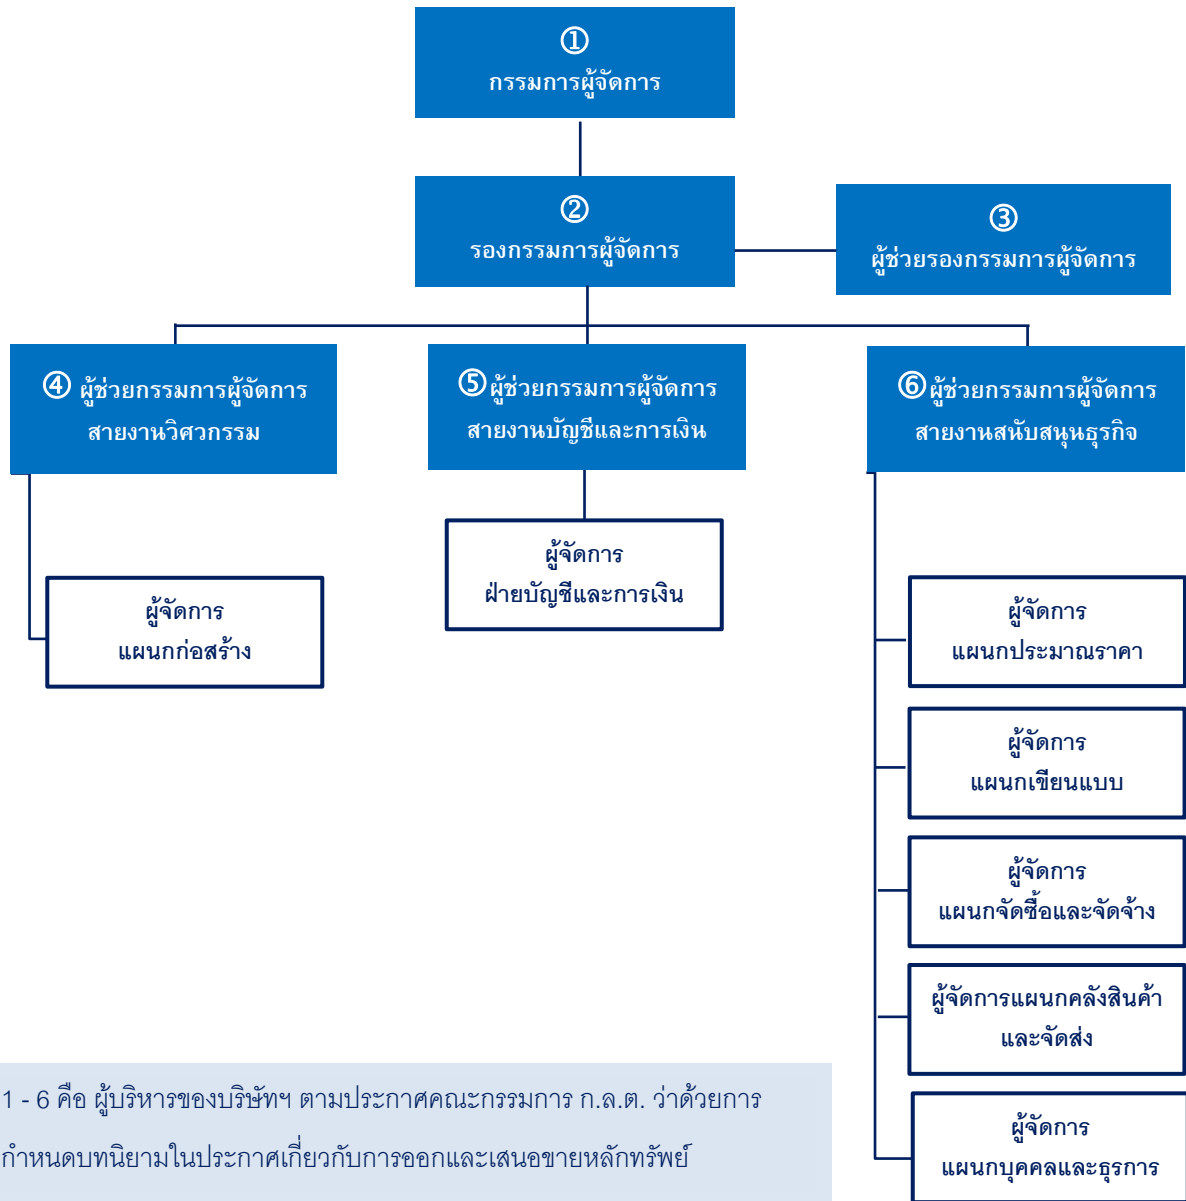 ①
กรรมการผู้จัดการ
②
รองกรรมการผู้จัดการ
③
ผู้ช่วยรองกรรมการผู้จัดการ
④ ผู้ช่วยกรรมการผู้จัดการ
สายงานวิศวกรรม
⑤ ผู้ช่วยกรรมการผู้จัดการ
สายงานบัญชีและการเงิน
⑥ ผู้ช่วยกรรมการผู้จัดการ
สายงานสนับสนุนธุรกิจ
ผู้จัดการ
แผนกก่อสร้าง
ผู้จัดการ
ฝ่ายบัญชีและการเงิน
ผู้จัดการ
แผนกประมาณราคา
ผู้จัดการ
แผนกเขียนแบบ
ผู้จัดการ
แผนกจัดซื้อและจัดจ้าง
ผู้จัดการแผนกคลังสินค้า
และจัดส่ง
ผู้จัดการ
แผนกบุคคลและธุรการ
1 - 6 คือ ผู้บริหารของบริษัทฯ ตามประกาศคณะกรรมการ ก.ล.ต. ว่าด้วยการ
กำหนดบทนิยามในประกาศเกี่ยวกับการออกและเสนอขายหลักทรัพย์